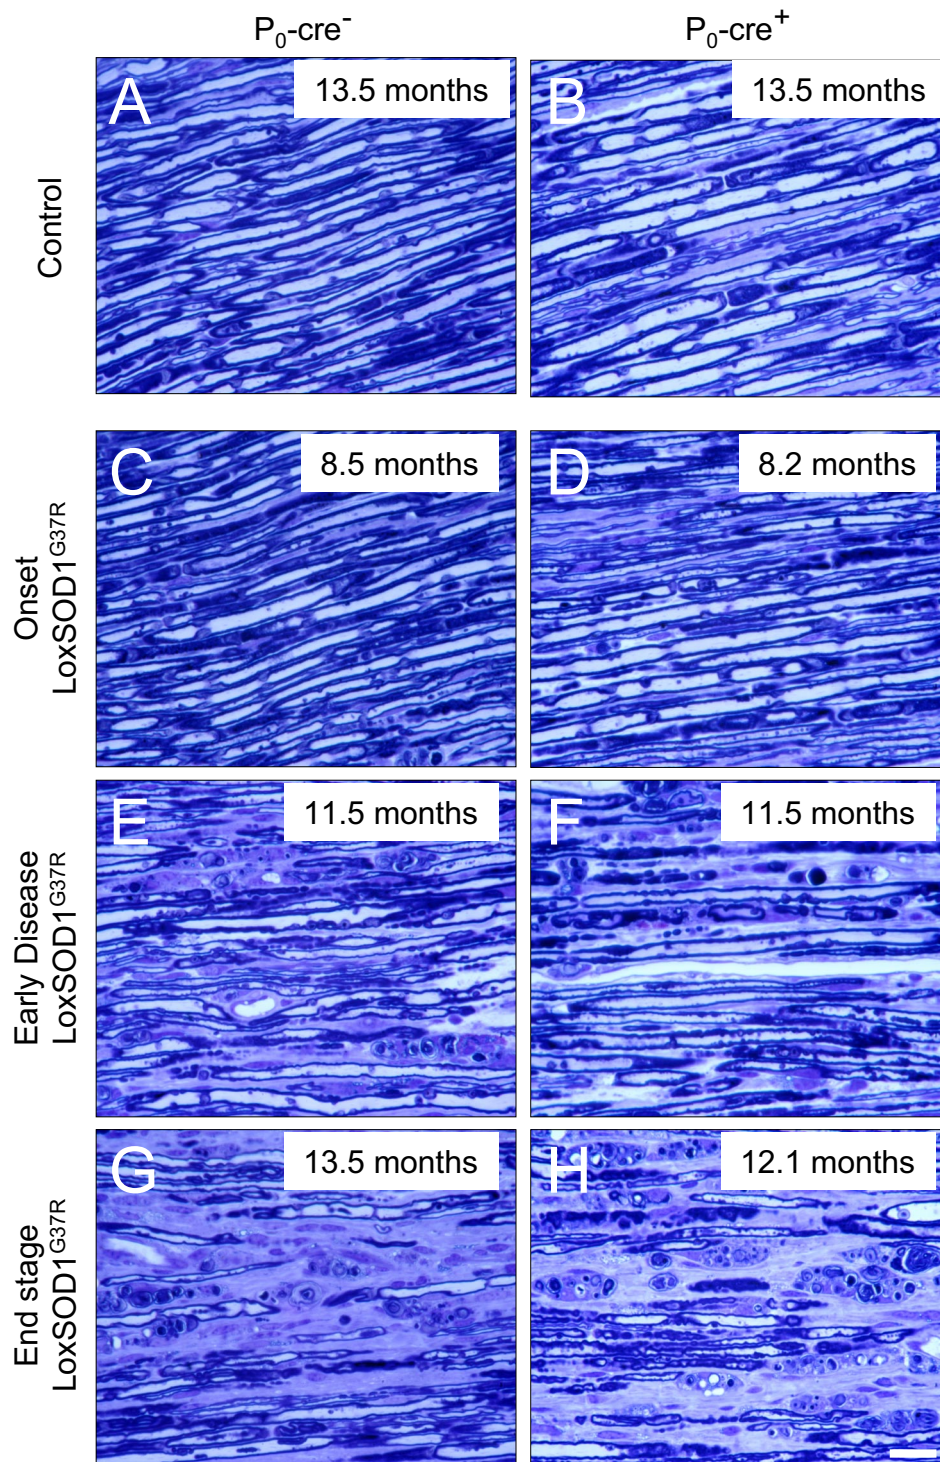 P₀-cre⁻ P₀-cre⁺
Control
A 13.5 months
B 13.5 months
Onset
LoxSOD1ᴳ³⁷ᴿ
C 8.5 months
D 8.2 months
Early Disease
LoxSOD1ᴳ³⁷ᴿ
E 11.5 months
F 11.5 months
End stage
LoxSOD1ᴳ³⁷ᴿ
G 13.5 months
H 12.1 months